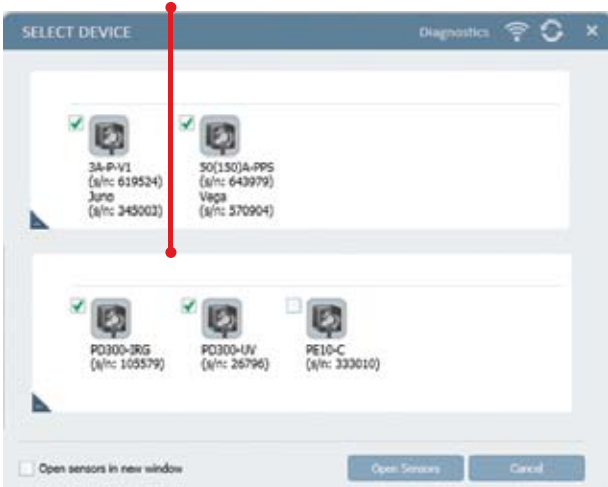 SELECT DEVICE Diagnostics
3A-P-V1
(s/n: 619524)
Juno
(s/n: 345003)
50(150)A-PPS
(s/n: 643979)
Vega
(s/n: 570904)
PD300-IRG
(s/n: 105579)
PD300-UV
(s/n: 26796)
PE10-C
(s/n: 333010)
Open sensors in new window
Open Sensors
Cancel